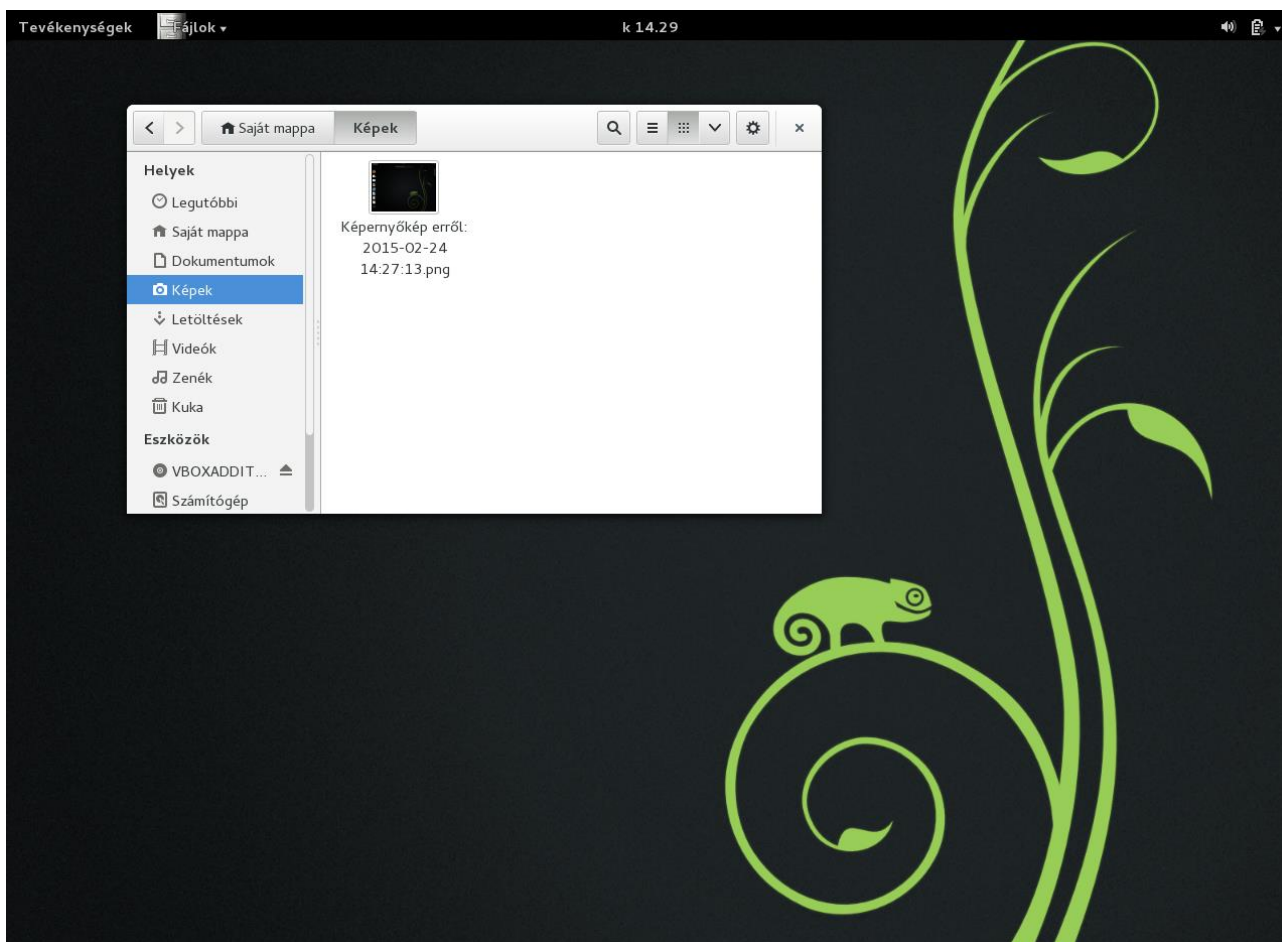 Tevékenységek Fájlok k 14.29
Saját mappa Képek
Helyek
Legutóbbi
Saját mappa
Dokumentumok
Képek
Letöltések
Videók
Zenék
Kuka
Eszközök
VBOXADDIT...
Számítógép
Képernyőkép erről:
2015-02-24
14:27:13.png